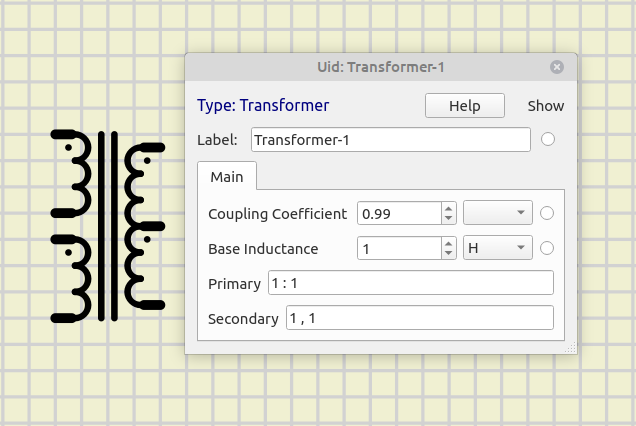 Uid: Transformer-1
Type: Transformer Help Show
Label: Transformer-1
Main
Coupling Coefficient 0.99
Base Inductance 1 H
Primary 1 : 1
Secondary 1 , 1